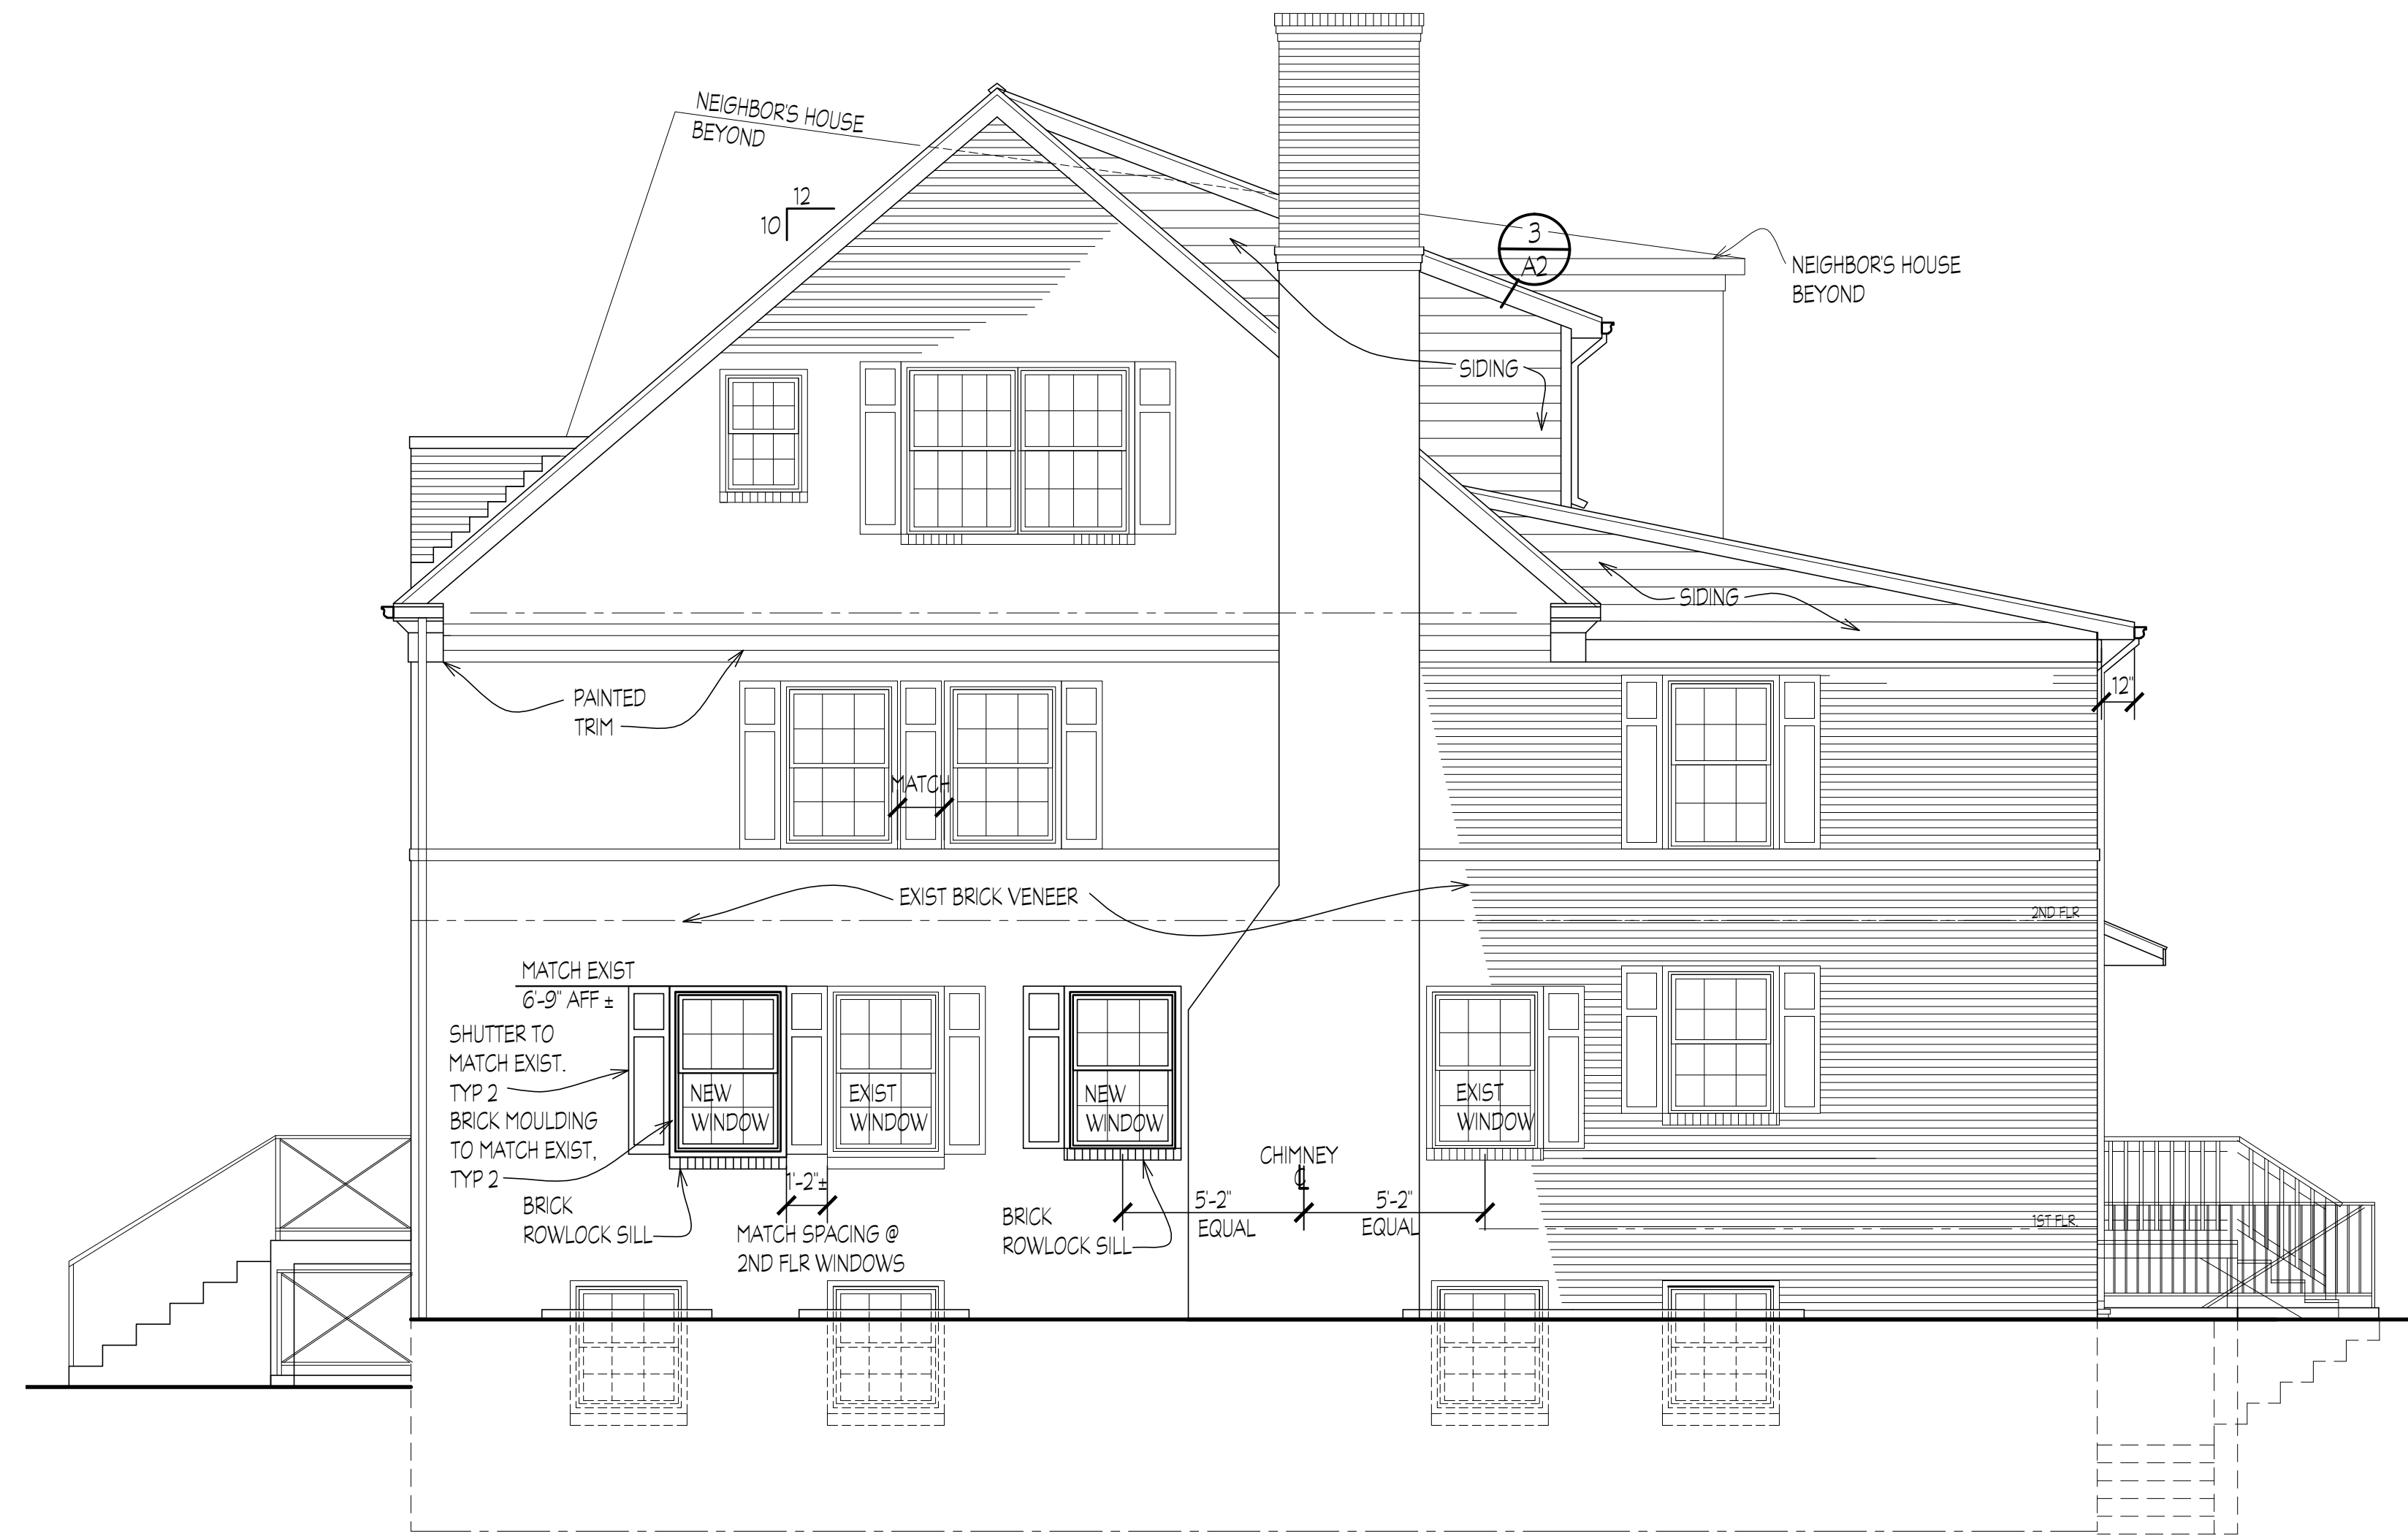 NEIGHBOR'S HOUSE
BEYOND
12
10
3
A2
NEIGHBOR'S HOUSE
BEYOND
SIDING
SIDING
PAINTED
TRIM
12"
MATCH
EXIST BRICK VENEER
2ND FLR
MATCH EXIST
6'-9" AFF ±
SHUTTER TO
MATCH EXIST.
TYP 2
BRICK MOULDING
TO MATCH EXIST,
TYP 2
NEW
WINDOW
EXIST
WINDOW
NEW
WINDOW
EXIST
WINDOW
BRICK
ROWLOCK SILL
1'-2"±
MATCH SPACING @
2ND FLR WINDOWS
BRICK
ROWLOCK SILL
CHIMNEY
℄
5'-2"
EQUAL
5'-2"
EQUAL
1ST FLR.